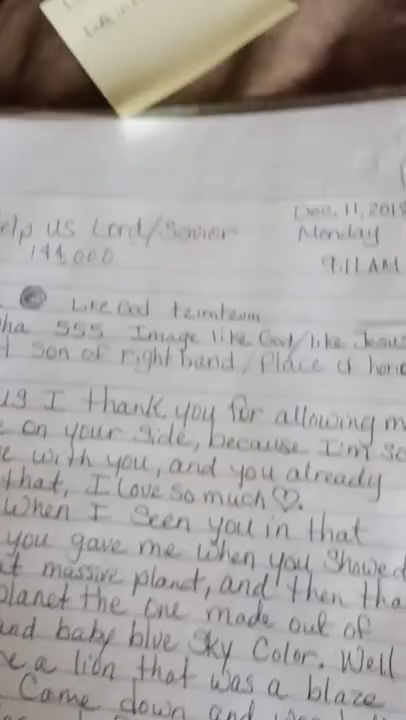 Dec. 11, 201
elp us Lord/Savior Monday
144,000
9:11 AM
Like God
ha 555 Image like God/like Jesus
son of right hand/Place of hono
us I thank you for allowing m
e on your side, because I'm so
e with you, and you already
that, I love so much ♡.
When I seen you in that
you gave me when you showed
t massive planet, and then tha
planet the one made out of
and baby blue sky color. Well
a lion that was a blaze
Came down and